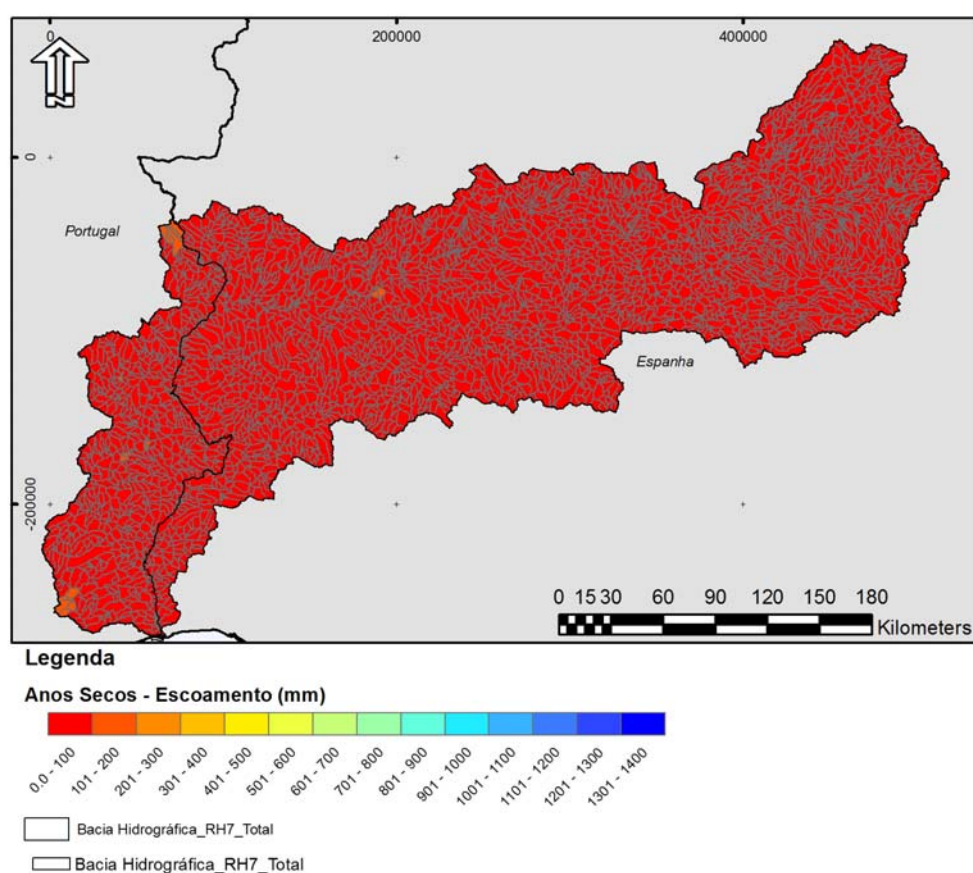 0 200000 400000
N
0
Portugal
Espanha
-200000
0 15 30 60 90 120 150 180
Kilometers
Legenda
Anos Secos - Escoamento (mm)
0.0 - 100 101 - 200 201 - 300 301 - 400 401 - 500 501 - 600 601 - 700 701 - 800 801 - 900 901 - 1000 1001 - 1100 1101 - 1200 1201 - 1300 1301 - 1400
Bacia Hidrográfica_RH7_Total
Bacia Hidrográfica_RH7_Total